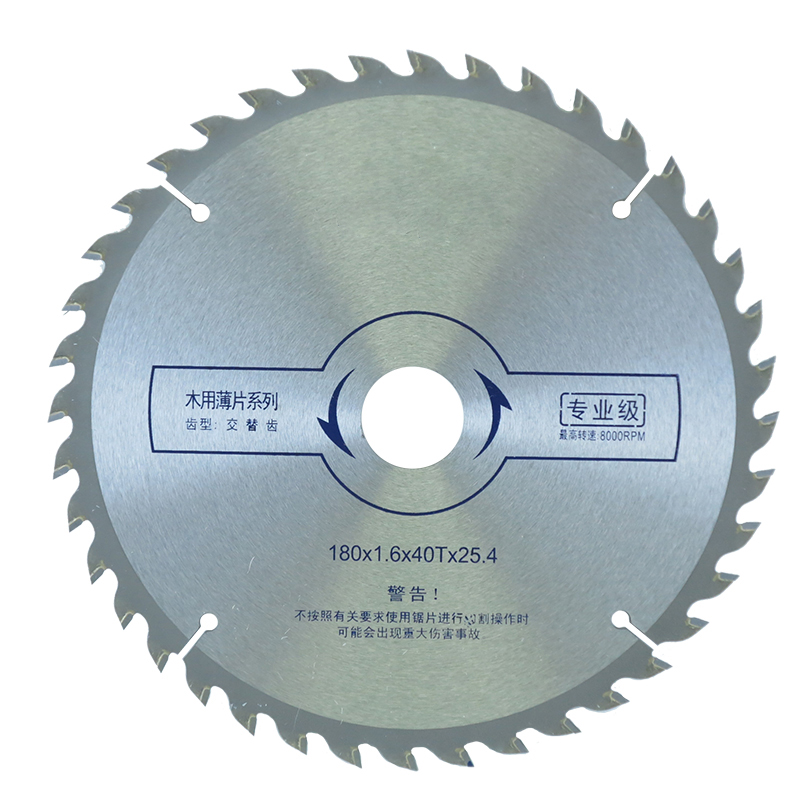 木用薄片系列
齿型：交 替 齿
专业级
最高转速:8000RPM
180x1.6x40Tx25.4
警告！
不按照有关要求使用锯片进行切割操作时
可能会出现重大伤害事故